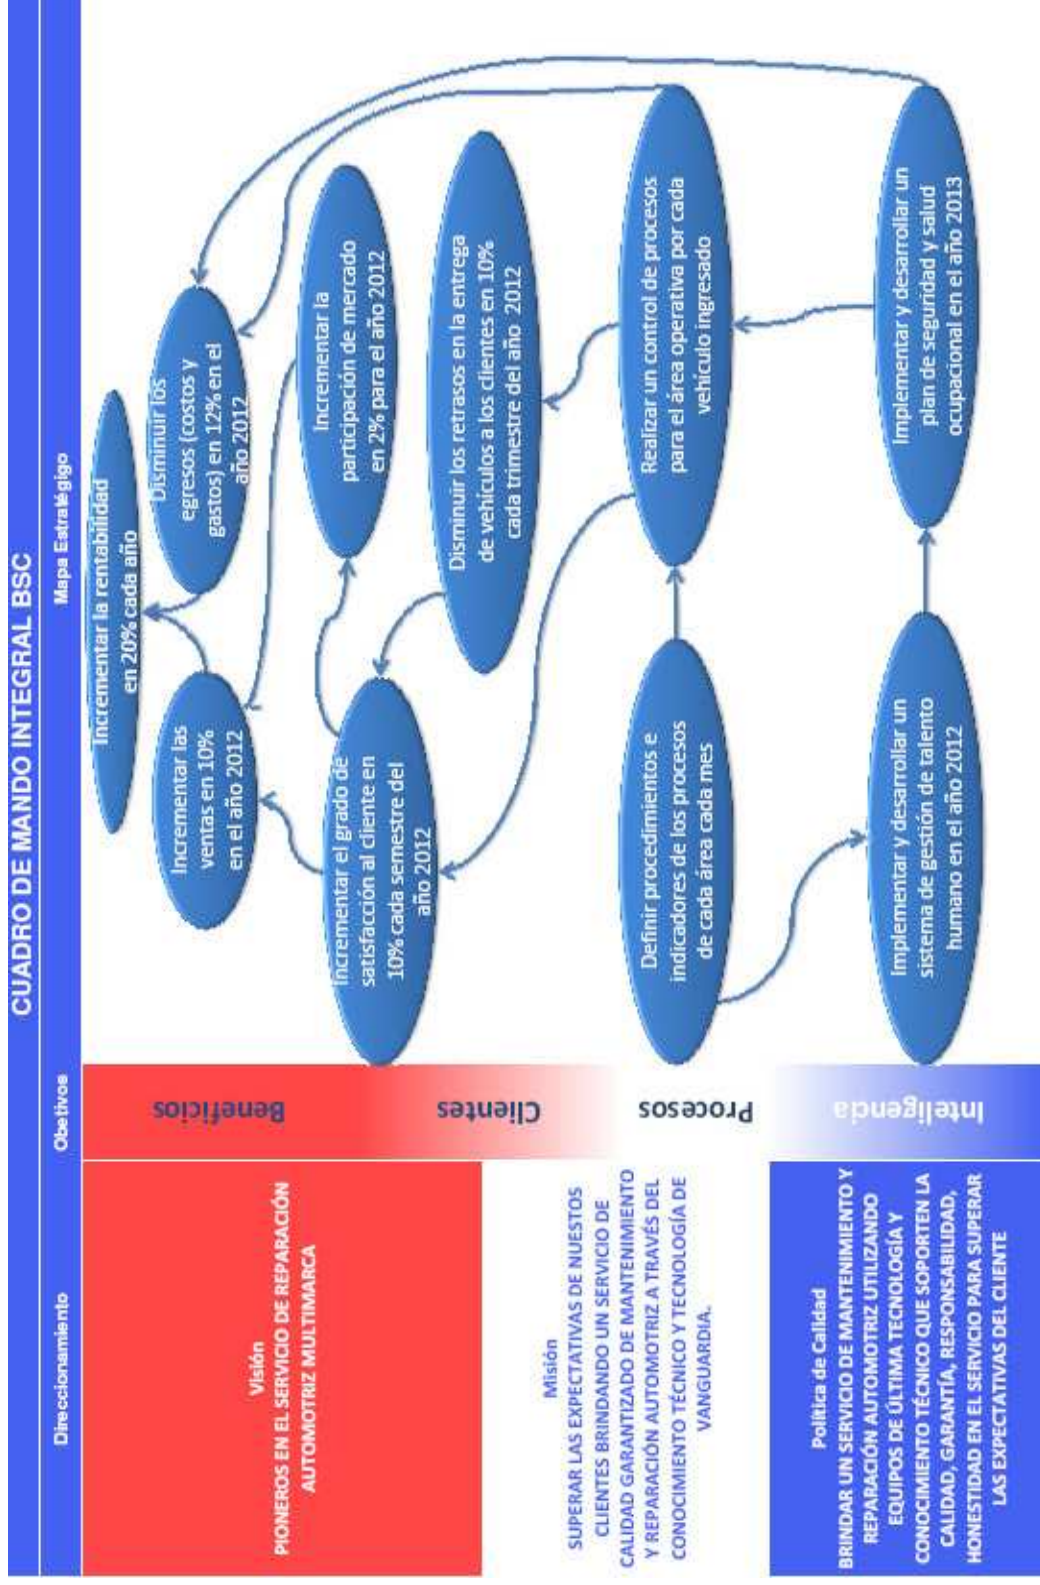 CUADRO DE MANDO INTEGRAL BSC
Direccionamiento
Obetivos
Mapa Estratégigo
Visión
PIONEROS EN EL SERVICIO DE REPARACIÓN
AUTOMOTRIZ MULTIMARCA
Misión
SUPERAR LAS EXPECTATIVAS DE NUESTOS
CLIENTES BRINDANDO UN SERVICIO DE
CALIDAD GARANTIZADO DE MANTENIMIENTO
Y REPARACIÓN AUTOMOTRIZ A TRAVÉS DEL
CONOCIMIENTO TÉCNICO Y TECNOLOGÍA DE
VANGUARDIA.
Política de Calidad
BRINDAR UN SERVICIO DE MANTENIMIENTO Y
REPARACIÓN AUTOMOTRIZ UTILIZANDO
EQUIPOS DE ÚLTIMA TECNOLOGÍA Y
CONOCIMIENTO TÉCNICO QUE SOPORTEN LA
CALIDAD, GARANTÍA, RESPONSABILIDAD,
HONESTIDAD EN EL SERVICIO PARA SUPERAR
LAS EXPECTATIVAS DEL CLIENTE
Beneficios
Clientes
Procesos
Inteligencia
Incrementar la rentabilidad
en 20% cada año
Incrementar las
ventas en 10%
en el año 2012
Disminuir los
egresos (costos y
gastos) en 12% en el
año 2012
Incrementar el grado de
satisfacción al cliente en
10% cada semestre del
año 2012
Incrementar la
participación de mercado
en 2% para el año 2012
Disminuir los retrasos en la entrega
de vehículos a los clientes en 10%
cada trimestre del año 2012
Definir procedimientos e
indicadores de los procesos
de cada área cada mes
Realizar un control de procesos
para el área operativa por cada
vehículo ingresado
Implementar y desarrollar un
sistema de gestión de talento
humano en el año 2012
Implementar y desarrollar un
plan de seguridad y salud
ocupacional en el año 2013